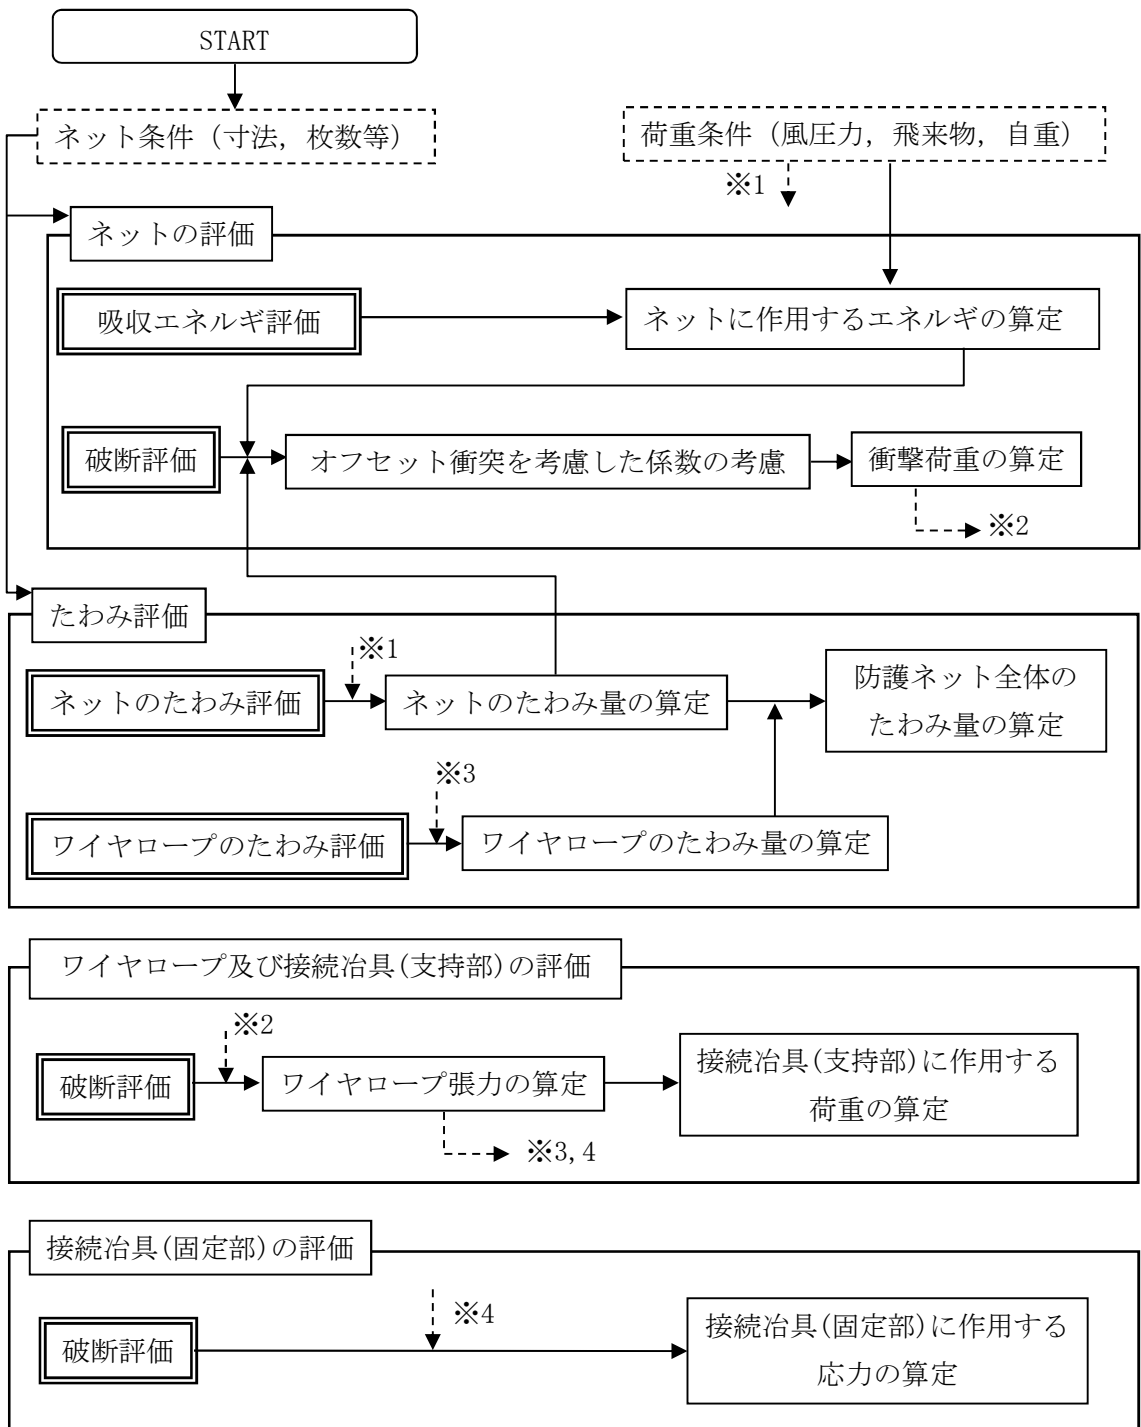 START
ネット条件（寸法，枚数等）
荷重条件（風圧力，飛来物，自重）
※1
ネットの評価
吸収エネルギ評価
ネットに作用するエネルギの算定
破断評価
オフセット衝突を考慮した係数の考慮
衝撃荷重の算定
※2
たわみ評価
※1
ネットのたわみ評価
ネットのたわみ量の算定
防護ネット全体の
たわみ量の算定
※3
ワイヤロープのたわみ評価
ワイヤロープのたわみ量の算定
ワイヤロープ及び接続冶具(支持部)の評価
※2
破断評価
ワイヤロープ張力の算定
接続冶具(支持部)に作用する
荷重の算定
※3,4
接続冶具(固定部)の評価
※4
破断評価
接続冶具(固定部)に作用する
応力の算定